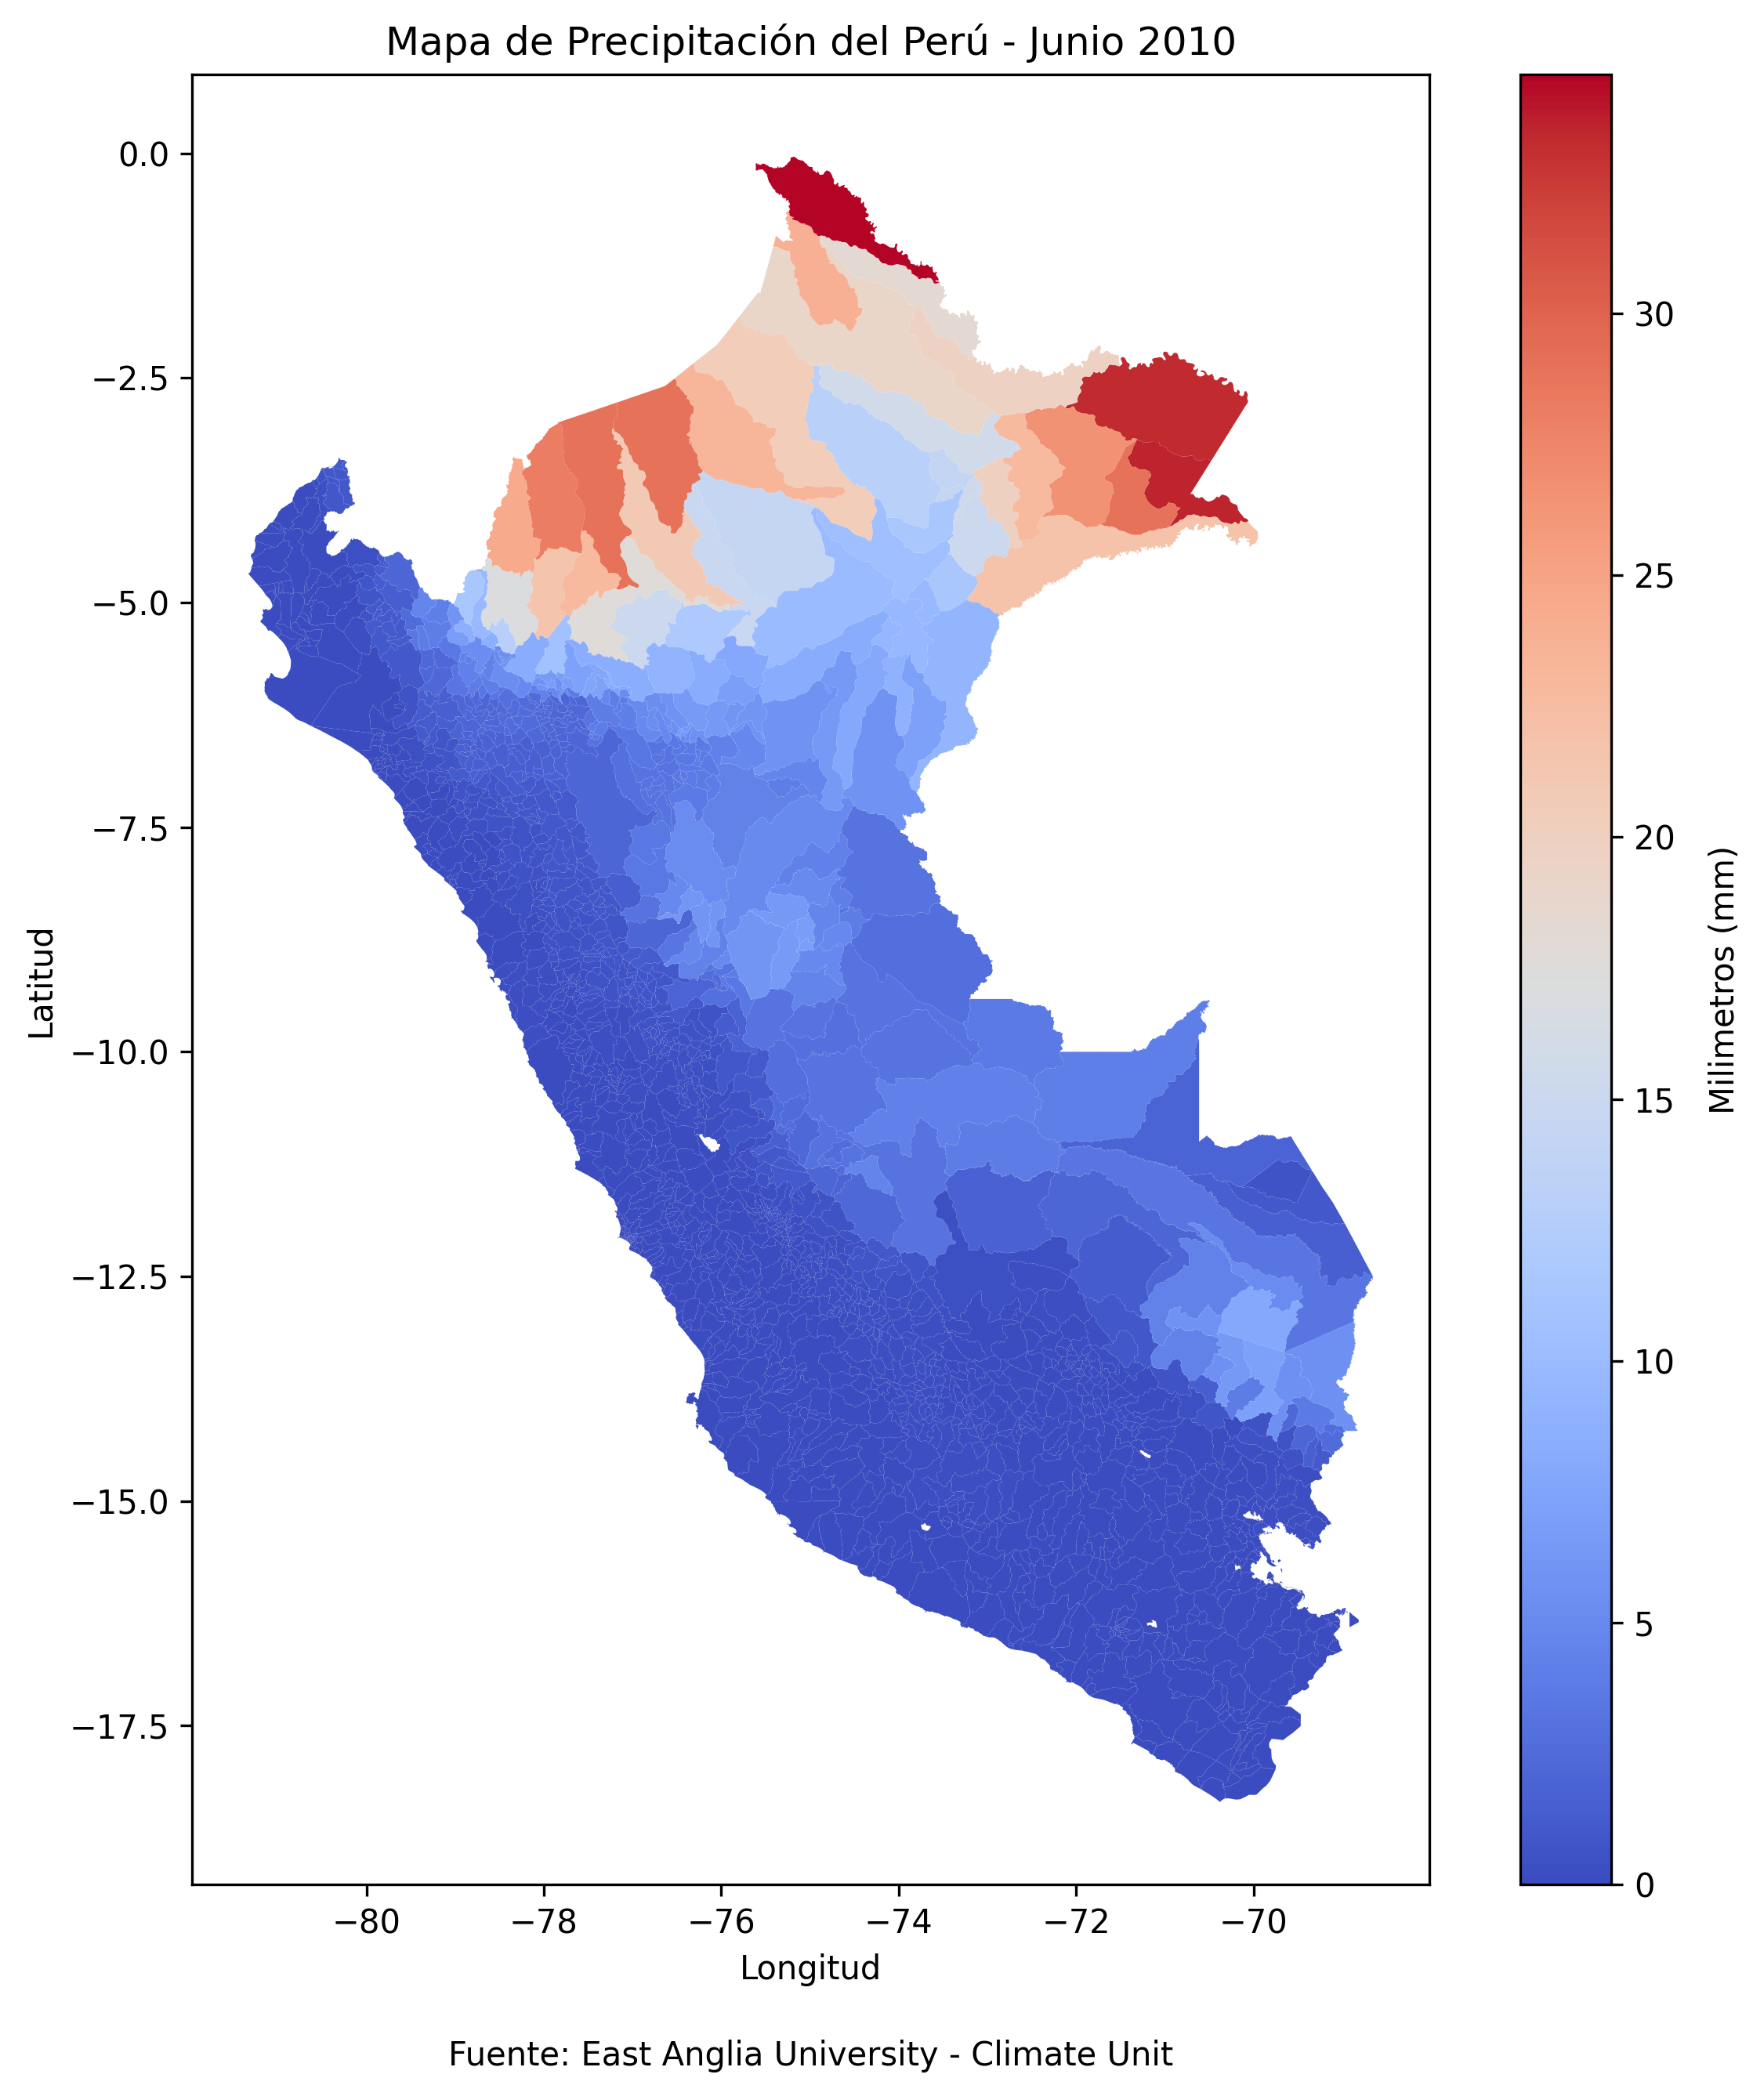 Mapa de Precipitación del Perú - Junio 2010
0.0
−2.5
−5.0
−7.5
−10.0
−12.5
−15.0
−17.5
Latitud
−80 −78 −76 −74 −72 −70
Longitud
30
25
20
15
10
5
0
Milimetros (mm)
Fuente: East Anglia University - Climate Unit